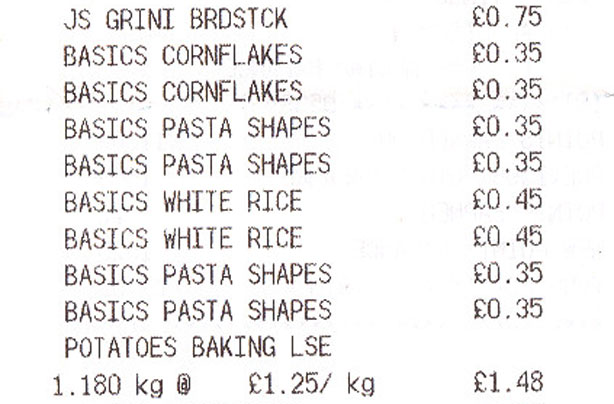 JS GRINI BRDSTCK £0.75
BASICS CORNFLAKES £0.35
BASICS CORNFLAKES £0.35
BASICS PASTA SHAPES £0.35
BASICS PASTA SHAPES £0.35
BASICS WHITE RICE £0.45
BASICS WHITE RICE £0.45
BASICS PASTA SHAPES £0.35
BASICS PASTA SHAPES £0.35
POTATOES BAKING LSE
1.180 kg @ £1.25/ kg £1.48